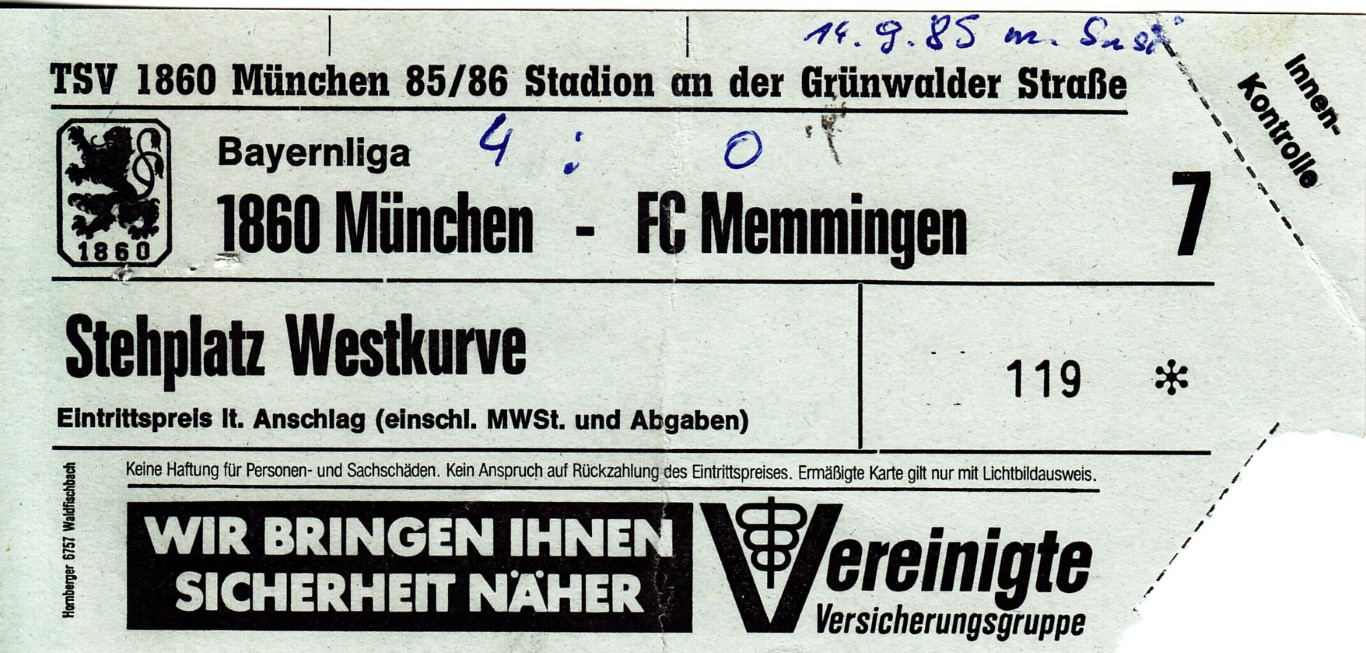 14.9.85 m. Susi
TSV 1860 München 85/86 Stadion an der Grünwalder Straße
Innen-
Kontrolle
Bayernliga 4 : 0
1860 München - FC Memmingen
7
1860
Stehplatz Westkurve
119 *
Eintrittspreis lt. Anschlag (einschl. MWSt. und Abgaben)
Keine Haftung für Personen- und Sachschäden. Kein Anspruch auf Rückzahlung des Eintrittspreises. Ermäßigte Karte gilt nur mit Lichtbildausweis.
Homberger 6757 Waldfischbach
WIR BRINGEN IHNEN
SICHERHEIT NÄHER
Vereinigte
Versicherungsgruppe